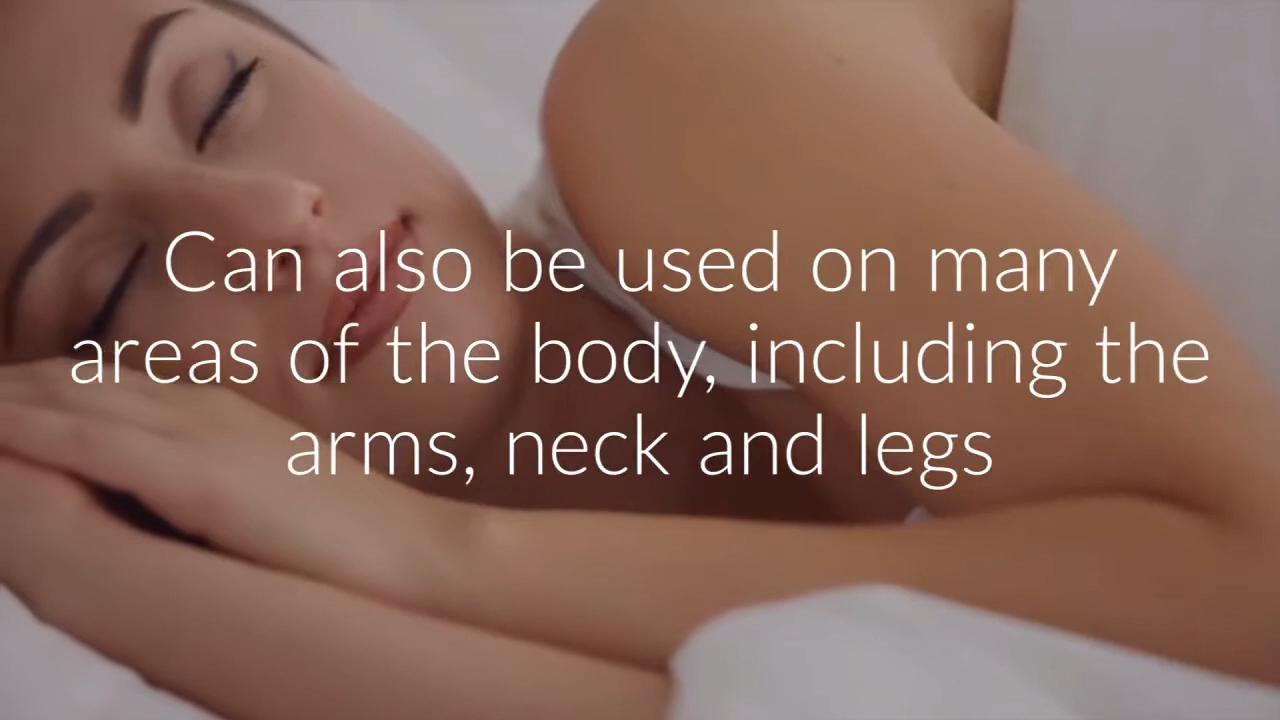 Can also be used on many
areas of the body, including the
arms, neck and legs